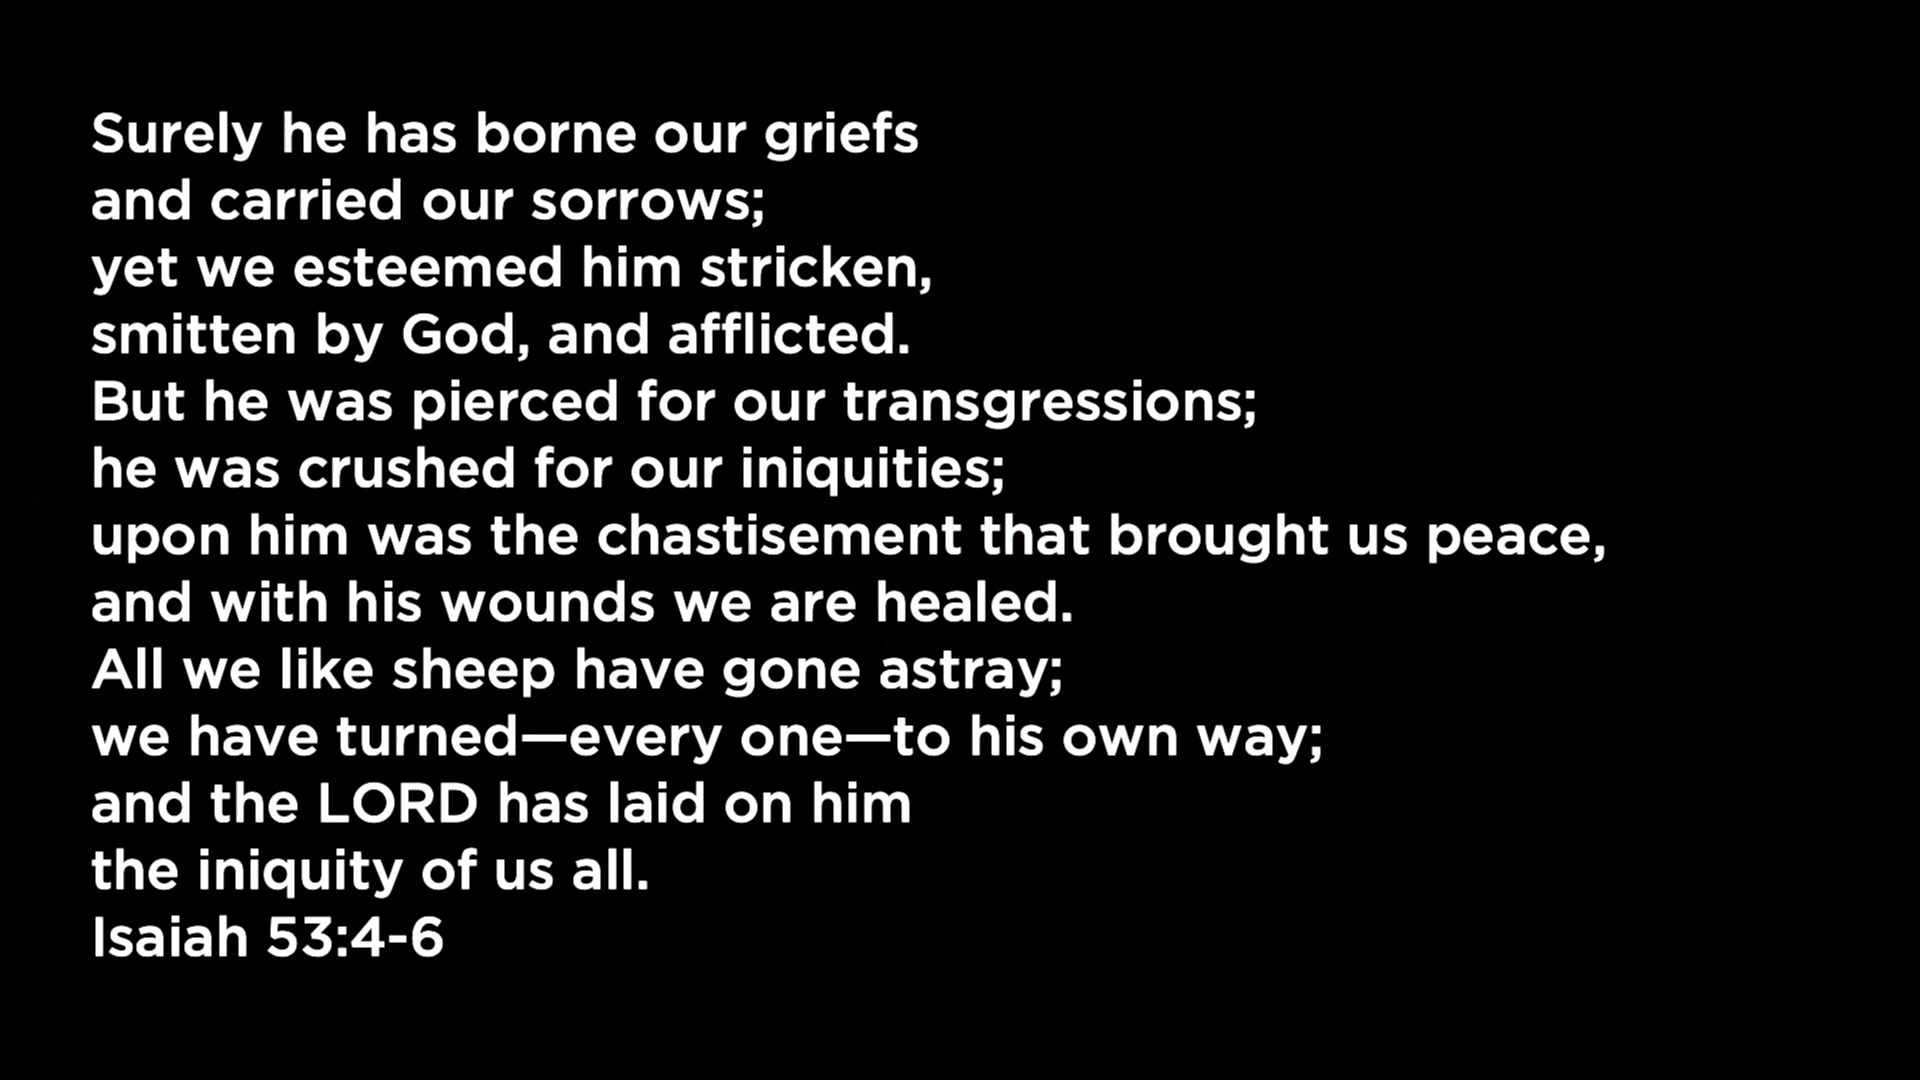 Surely he has borne our griefs
and carried our sorrows;
yet we esteemed him stricken,
smitten by God, and afflicted.
But he was pierced for our transgressions;
he was crushed for our iniquities;
upon him was the chastisement that brought us peace,
and with his wounds we are healed.
All we like sheep have gone astray;
we have turned—every one—to his own way;
and the LORD has laid on him
the iniquity of us all.
Isaiah 53:4-6